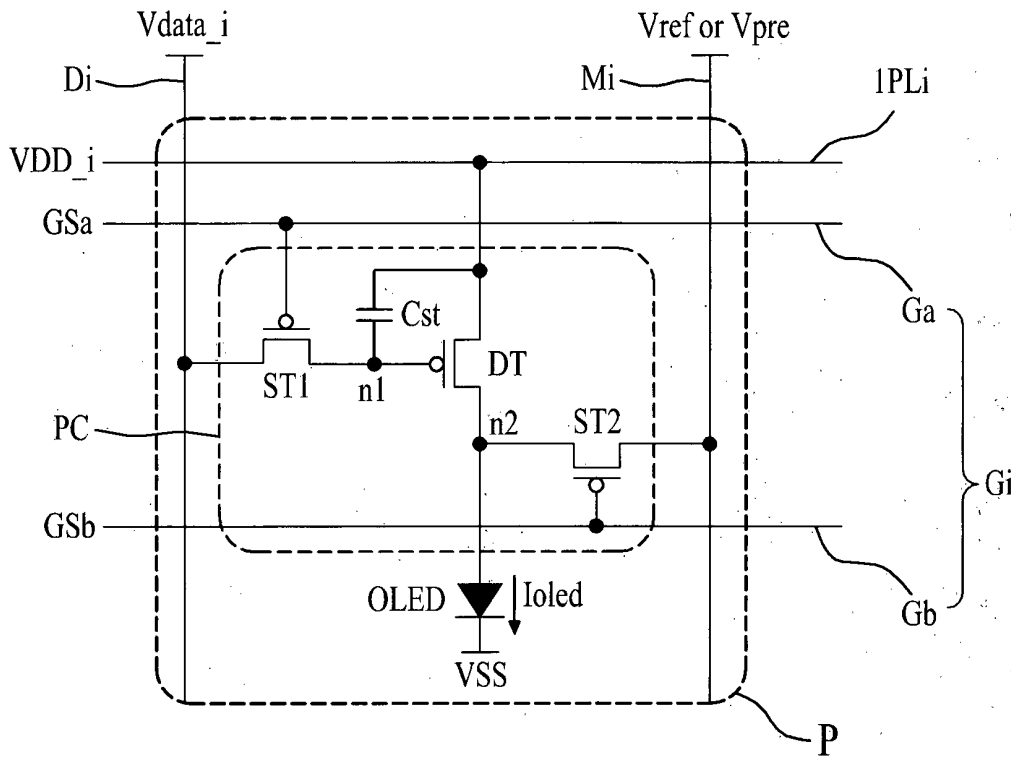 Vdata_i
Vref or Vpre
Di
Mi
1PLi
VDD_i
GSa
Ga
Cst
DT
ST1
n1
PC
n2
ST2
Gi
GSb
OLED
Ioled
Gb
VSS
P